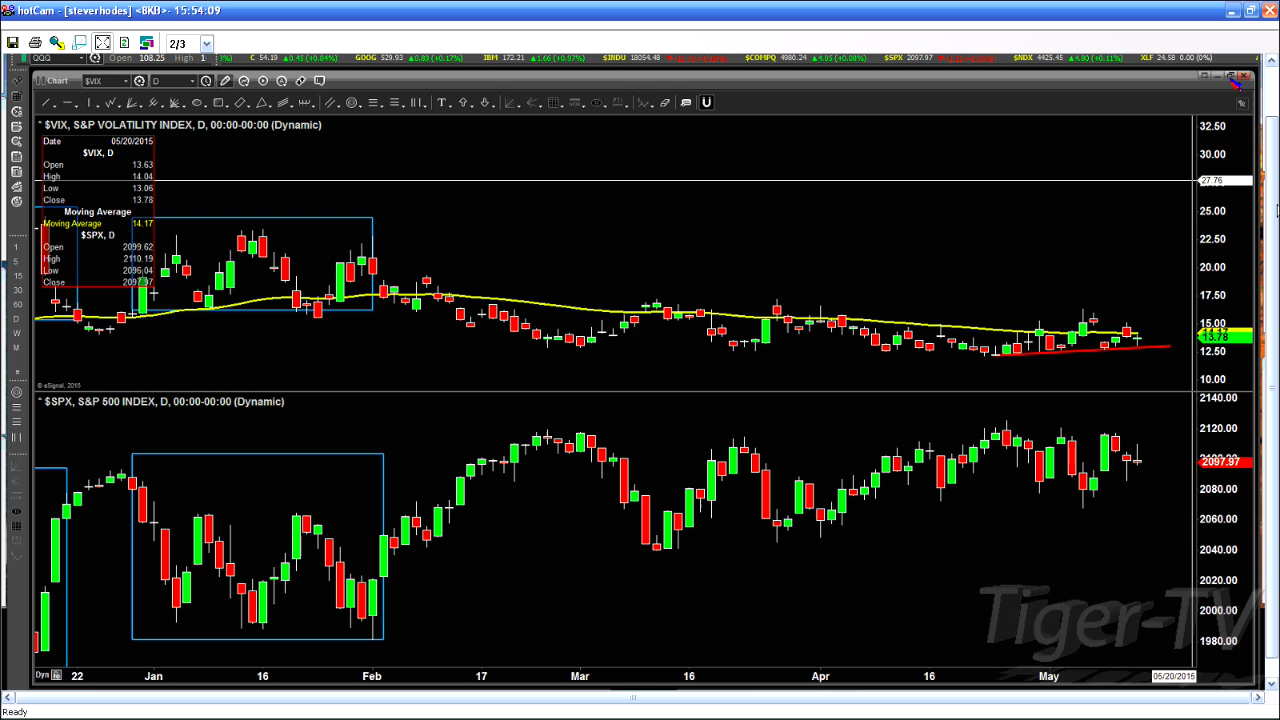 hotCam - [steverhodes] <8KB> - 15:54:09
2/3
QQQ Open 108.25 High 1 C 54.19 0.45 (0.84%) GOOG 529.93 0.89 (+0.17%) IBM 172.21 1.66 (+0.97%) $INDU 18054.48 $COMPQ 4980.24 4.05 (+0.08%) $SPX 2097.97 $NDX 4425.45 4.80 (+0.11%) XLF 24.58 0.00 (0%)
Chart $VIX D
T U
* $VIX, S&P VOLATILITY INDEX, D, 00:00-00:00 (Dynamic)
32.50
Date 05/20/2015
$VIX, D
30.00
Open 13.63
High 14.04
27.76
Low 13.06
Close 13.78
Moving Average
25.00
Moving Average 14.17
$SPX, D
22.50
Open 2099.62
1
High 2110.19
5
20.00
Low 2096.04
15
Close 2097.97
30
17.50
60
D
15.00
W
13.78
M
12.50
10.00
© eSignal, 2015
* $SPX, S&P 500 INDEX, D, 00:00-00:00 (Dynamic)
2140.00
2120.00
2097.97
2080.00
2060.00
2040.00
2020.00
2000.00
Tiger-TV
1980.00
Dyn 22 Jan 16 Feb 17 Mar 16 Apr 16 May 05/20/2015
Ready